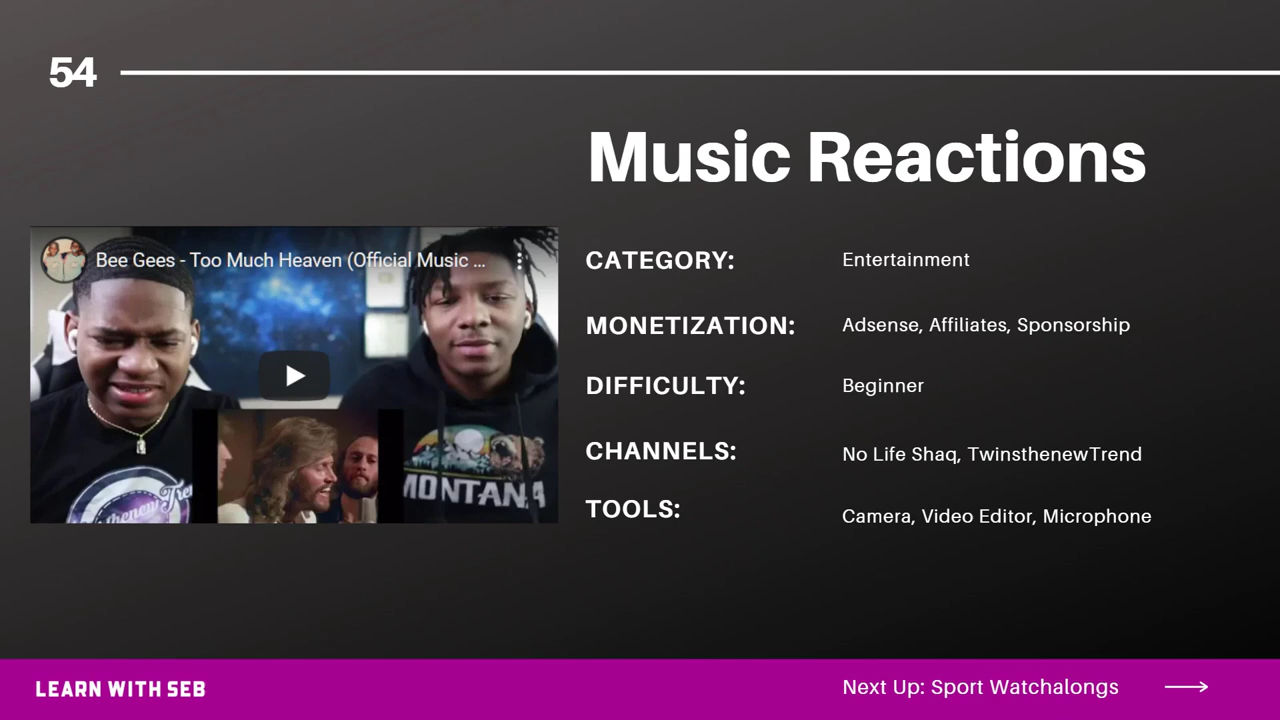 54
Music Reactions
Bee Gees - Too Much Heaven (Official Music ...
CATEGORY: Entertainment
MONETIZATION: Adsense, Affiliates, Sponsorship
DIFFICULTY: Beginner
CHANNELS: No Life Shaq, TwinsthenewTrend
TOOLS: Camera, Video Editor, Microphone
MONTANA
LEARN WITH SEB
Next Up: Sport Watchalongs